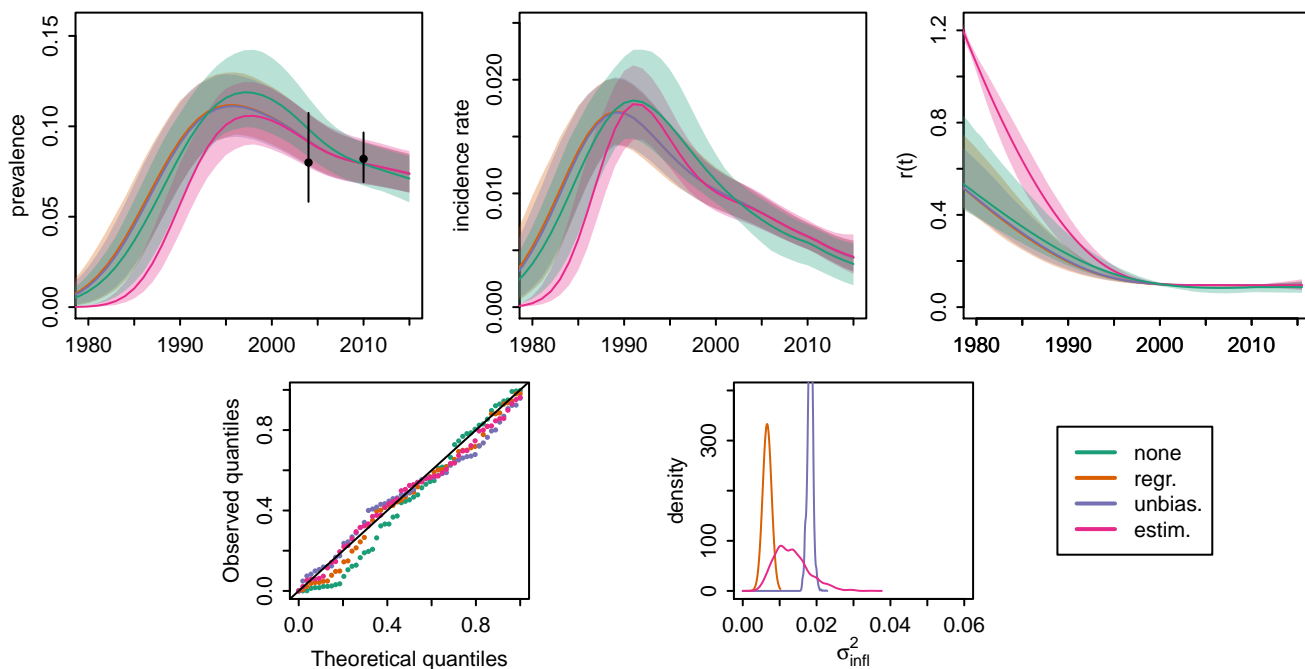 prevalence
0.00 0.05 0.10 0.15
1980 1990 2000 2010
incidence rate
0.000 0.010 0.020
1980 1990 2000 2010
r(t)
0.0 0.4 0.8 1.2
1980 1990 2000 2010
Observed quantiles
0.0 0.4 0.8
0.0 0.4 0.8
Theoretical quantiles
density
0 100 300
0.00 0.02 0.04 0.06
σ²infl
none
regr.
unbias.
estim.